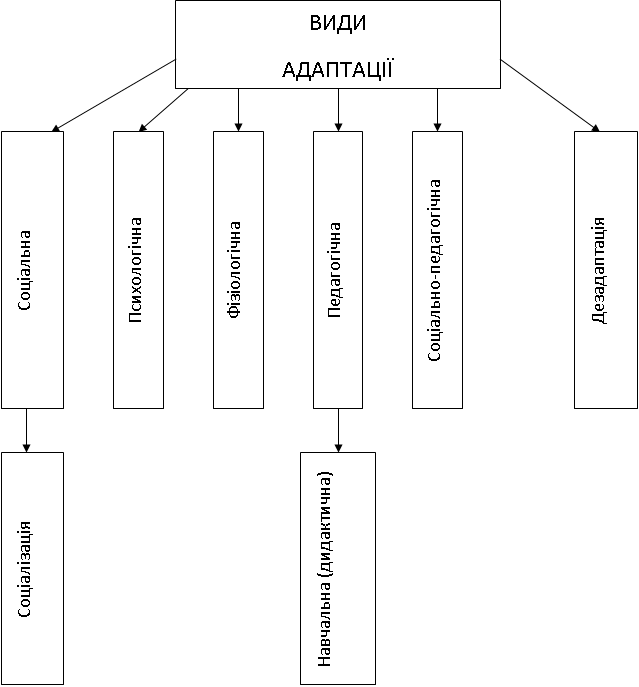 ВИДИ
АДАПТАЦІЇ
Соціальна
Психологічна
Фізіологічна
Педагогічна
Соціально-педагогічна
Дезадаптація
Соціалізація
Навчальна (дидактична)